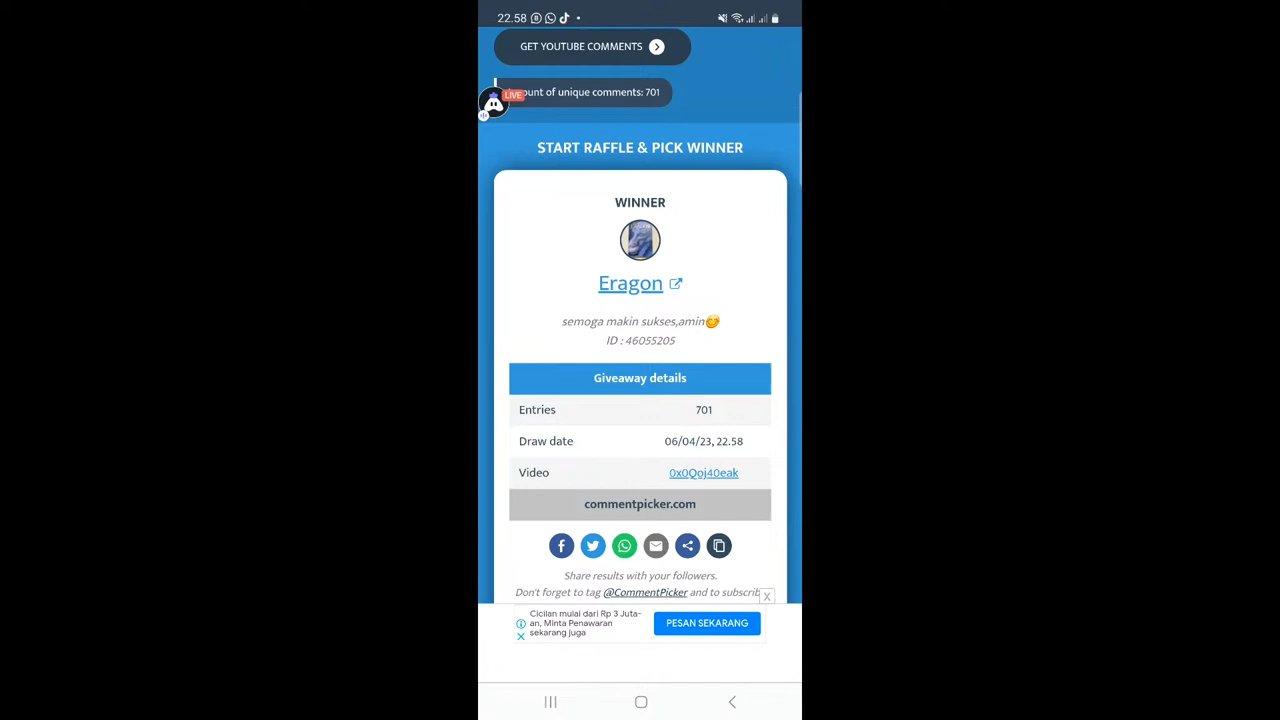 22.58
GET YOUTUBE COMMENTS
LIVE
ount of unique comments: 701
START RAFFLE & PICK WINNER
WINNER
Eragon
semoga makin sukses,amin😊
ID : 46055205
Giveaway details
Entries 701
Draw date 06/04/23, 22.58
Video 0x0Qoj40eak
commentpicker.com
Share results with your followers.
Don't forget to tag @CommentPicker and to subscrib
X
Cicilan mulai dari Rp 3 Juta-
an, Minta Penawaran
sekarang juga
PESAN SEKARANG